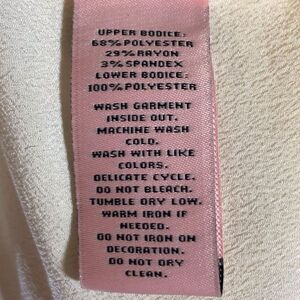 UPPER BODICE:
68% POLYESTER
29% RAYON
3% SPANDEX
LOWER BODICE:
100% POLYESTER
WASH GARMENT
INSIDE OUT.
MACHINE WASH
COLD.
WASH WITH LIKE
COLORS.
DELICATE CYCLE.
DO NOT BLEACH.
TUMBLE DRY LOW.
WARM IRON IF
NEEDED.
DO NOT IRON ON
DECORATION.
DO NOT DRY
CLEAN.